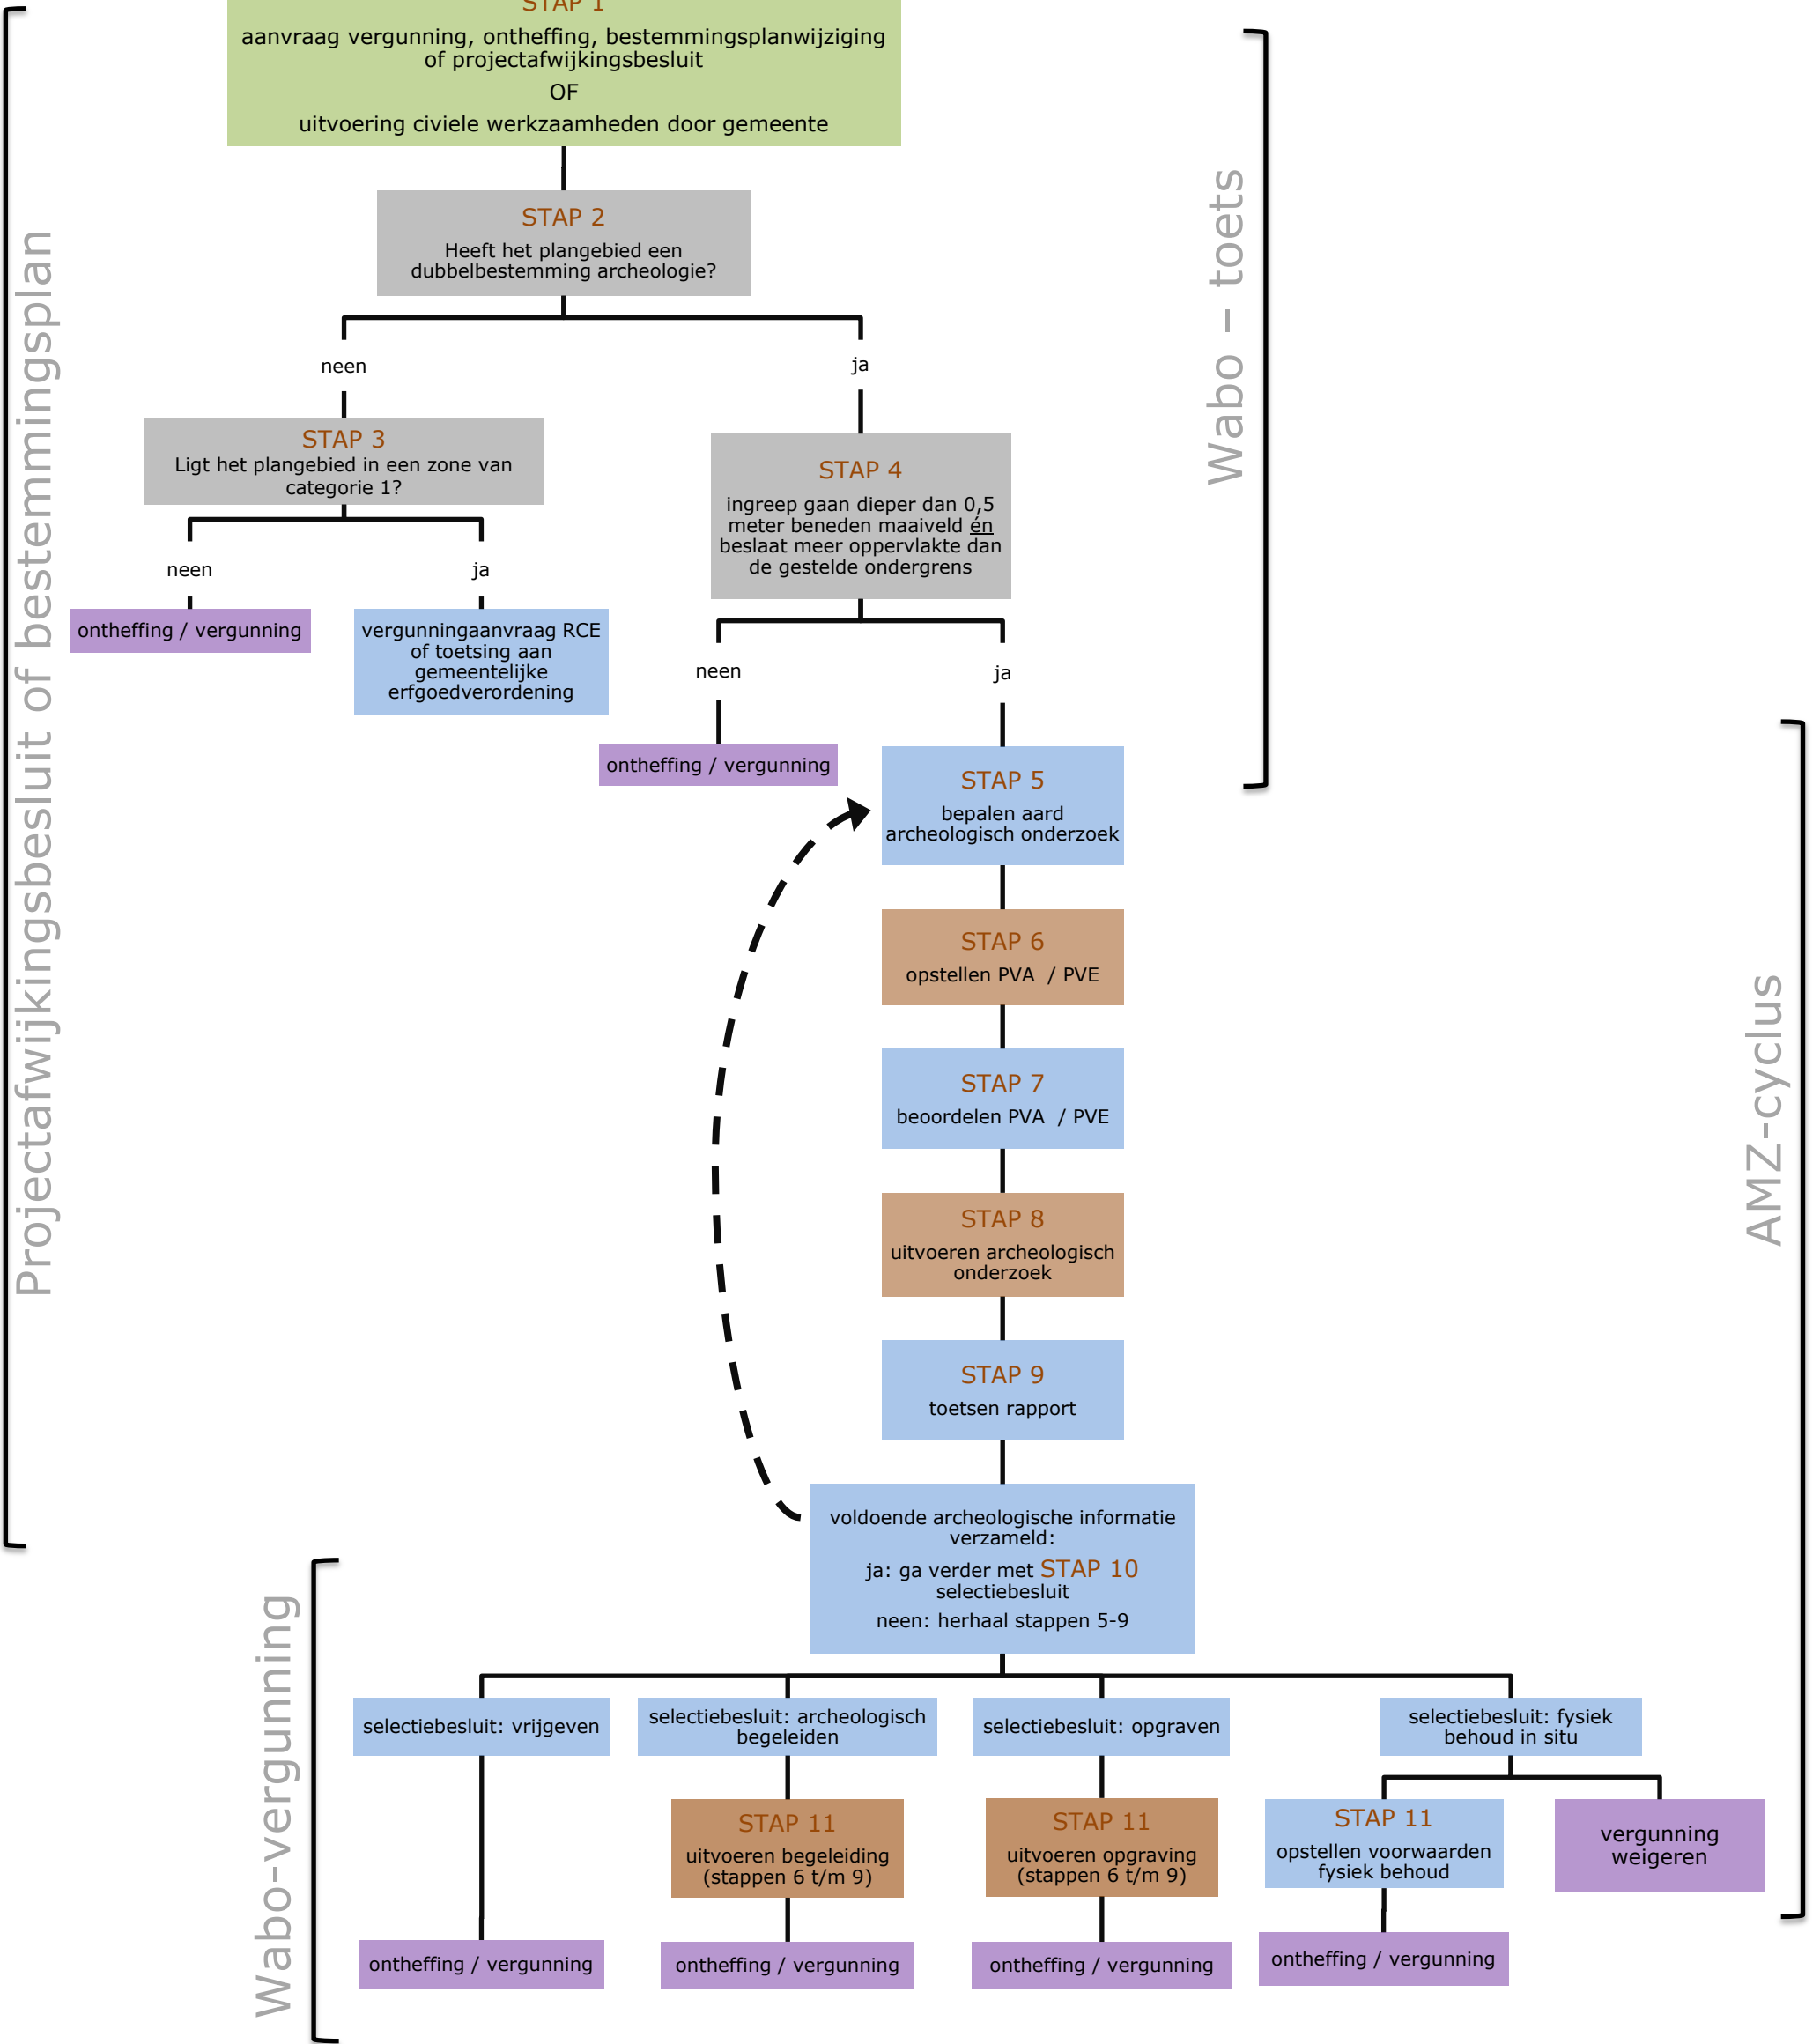 STAP 1
aanvraag vergunning, ontheffing, bestemmingsplanwijziging
of projectafwijkingsbesluit
OF
uitvoering civiele werkzaamheden door gemeente
STAP 2
Heeft het plangebied een
dubbelbestemming archeologie?
neen
ja
STAP 3
Ligt het plangebied in een zone van
categorie 1?
STAP 4
ingreep gaan dieper dan 0,5
meter beneden maaiveld én
beslaat meer oppervlakte dan
de gestelde ondergrens
neen
ja
ontheffing / vergunning
vergunningaanvraag RCE
of toetsing aan
gemeentelijke
erfgoedverordening
neen
ja
ontheffing / vergunning
STAP 5
bepalen aard
archeologisch onderzoek
STAP 6
opstellen PVA / PVE
STAP 7
beoordelen PVA / PVE
STAP 8
uitvoeren archeologisch
onderzoek
STAP 9
toetsen rapport
voldoende archeologische informatie
verzameld:
ja: ga verder met STAP 10
selectiebesluit
neen: herhaal stappen 5-9
selectiebesluit: vrijgeven
selectiebesluit: archeologisch
begeleiden
selectiebesluit: opgraven
selectiebesluit: fysiek
behoud in situ
STAP 11
uitvoeren begeleiding
(stappen 6 t/m 9)
STAP 11
uitvoeren opgraving
(stappen 6 t/m 9)
STAP 11
opstellen voorwaarden
fysiek behoud
vergunning
weigeren
ontheffing / vergunning
ontheffing / vergunning
ontheffing / vergunning
ontheffing / vergunning
Projectafwijkingsbesluit of bestemmingsplan
Wabo – toets
AMZ-cyclus
Wabo-vergunning